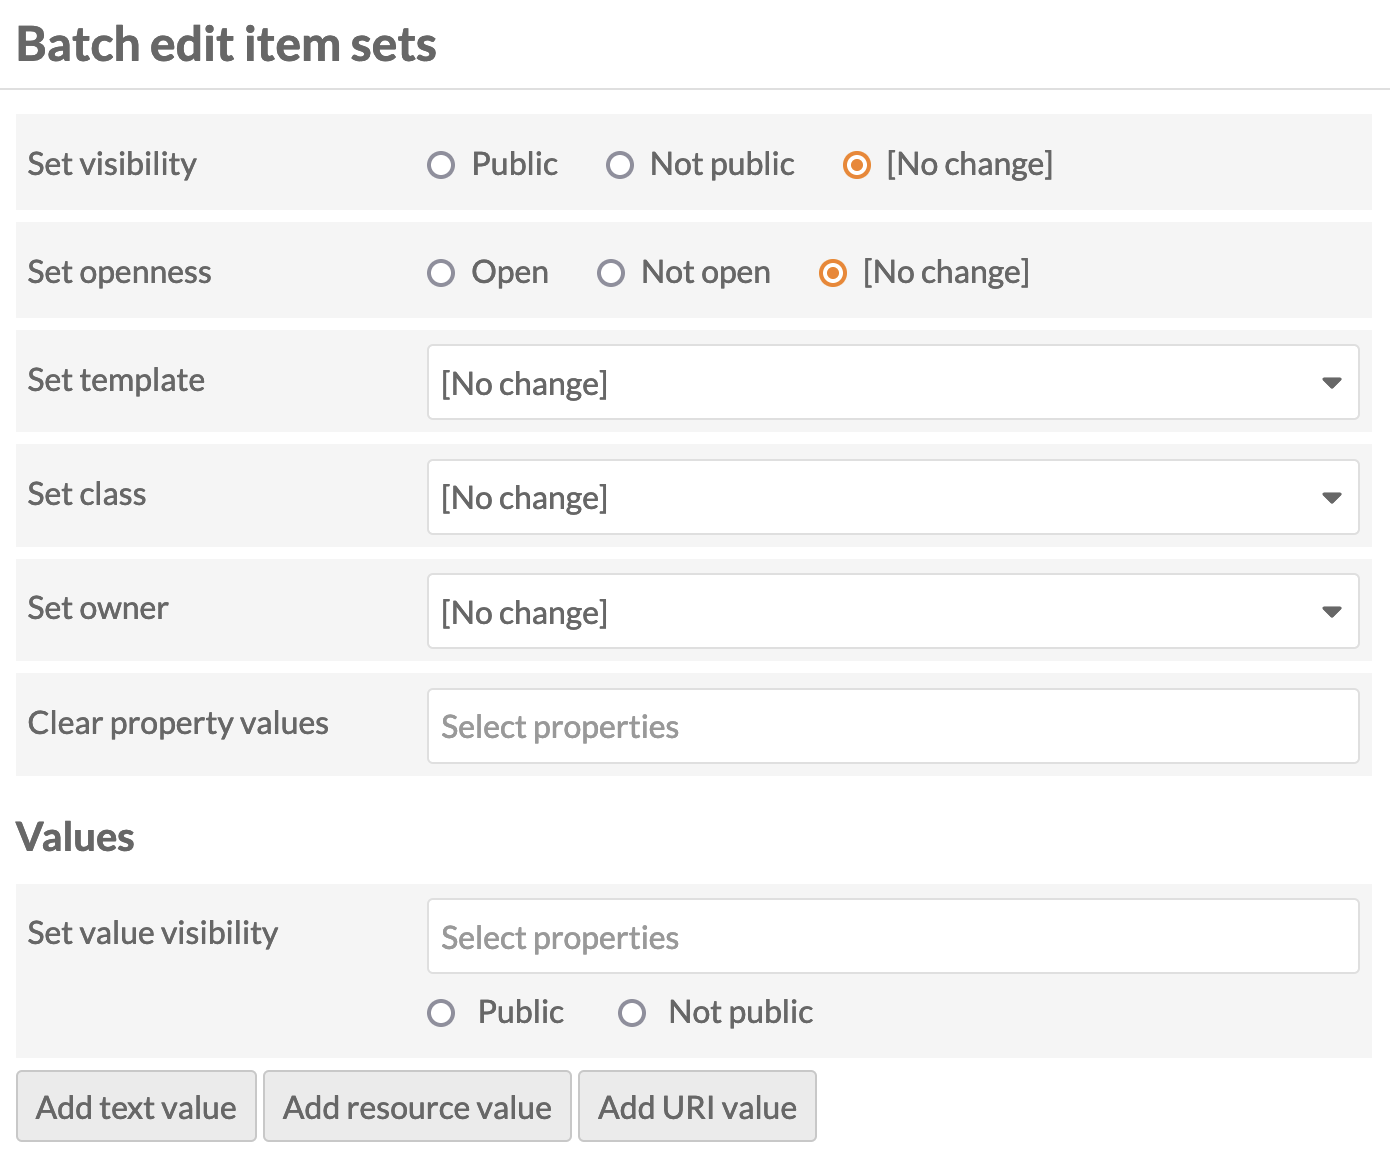 Batch edit item sets
Set visibility Public Not public [No change]
Set openness Open Not open [No change]
Set template [No change]
Set class [No change]
Set owner [No change]
Clear property values Select properties
Values
Set value visibility Select properties
Public Not public
Add text value Add resource value Add URI value